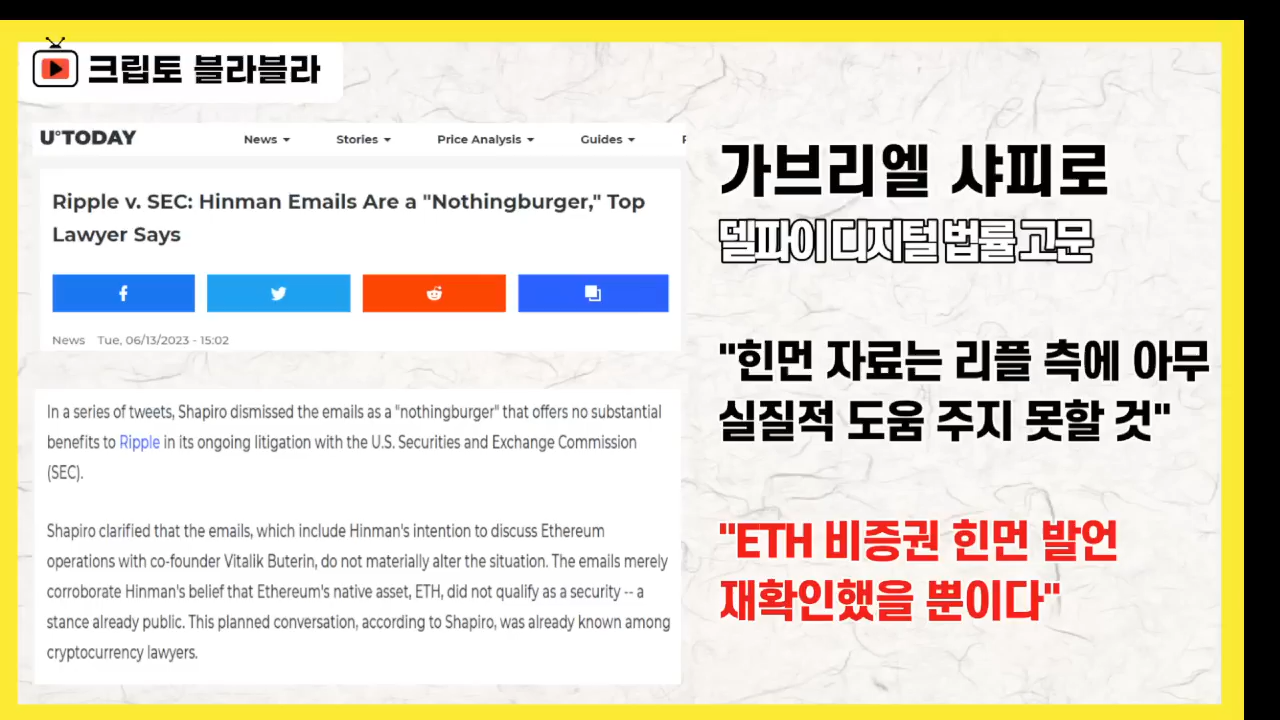 크립토 블라블라
U°TODAY
News
Stories
Price Analysis
Guides
Ripple v. SEC: Hinman Emails Are a "Nothingburger," Top
Lawyer Says
News Tue, 06/13/2023 - 15:02
In a series of tweets, Shapiro dismissed the emails as a "nothingburger" that offers no substantial
benefits to Ripple in its ongoing litigation with the U.S. Securities and Exchange Commission
(SEC).
Shapiro clarified that the emails, which include Hinman's intention to discuss Ethereum
operations with co-founder Vitalik Buterin, do not materially alter the situation. The emails merely
corroborate Hinman's belief that Ethereum's native asset, ETH, did not qualify as a security -- a
stance already public. This planned conversation, according to Shapiro, was already known among
cryptocurrency lawyers.
가브리엘 샤피로
델파이 디지털 법률 고문
"힌먼 자료는 리플 측에 아무
실질적 도움 주지 못할 것"
"ETH 비증권 힌먼 발언
재확인했을 뿐이다"